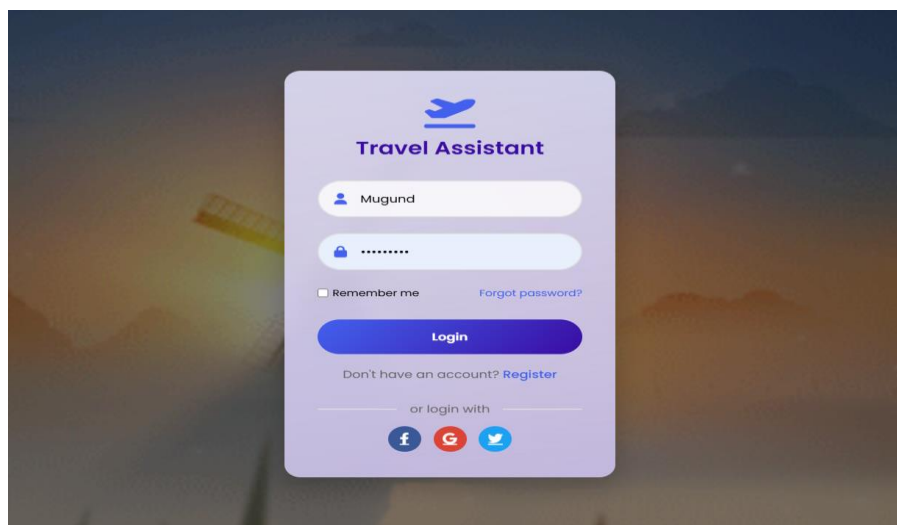 Travel Assistant
Mugund
•••••••••
Remember me Forgot password?
Login
Don't have an account? Register
or login with